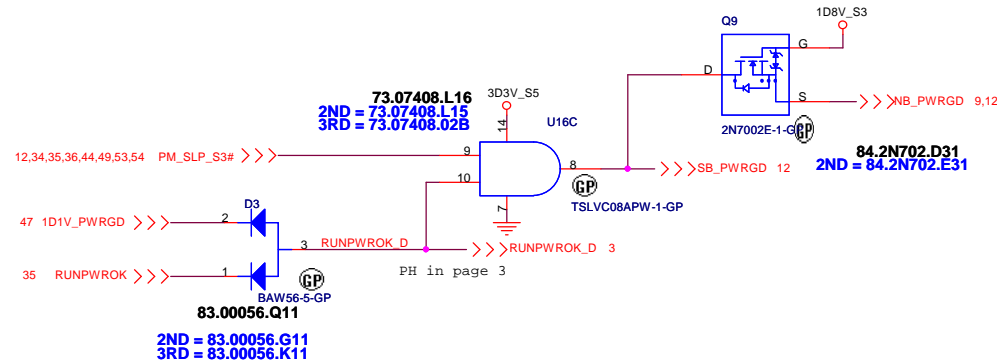 Q9
1D8V_S3
G
D
S
NB_PWRGD 9,12
2N7002E-1-GP
GP
84.2N702.D31
2ND = 84.2N702.E31
73.07408.L16
2ND = 73.07408.L15
3RD = 73.07408.02B
3D3V_S5
14
U16C
12,34,35,36,44,49,53,54 PM_SLP_S3#
9
10
8
SB_PWRGD 12
7
GP
TSLVC08APW-1-GP
D3
47 1D1V_PWRGD
2
3
RUNPWROK_D
RUNPWROK_D 3
PH in page 3
35 RUNPWROK
1
GP
BAW56-5-GP
83.00056.Q11
2ND = 83.00056.G11
3RD = 83.00056.K11